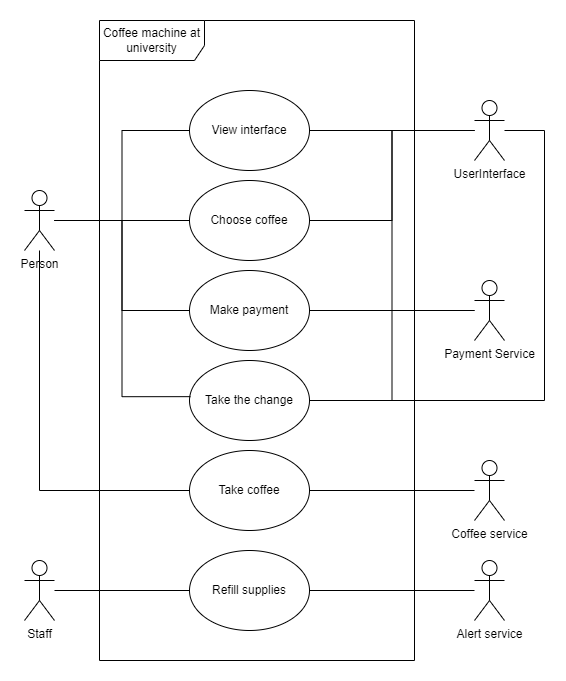 Coffee machine at
university
View interface
UserInterface
Choose coffee
Person
Make payment
Payment Service
Take the change
Take coffee
Coffee service
Refill supplies
Staff
Alert service